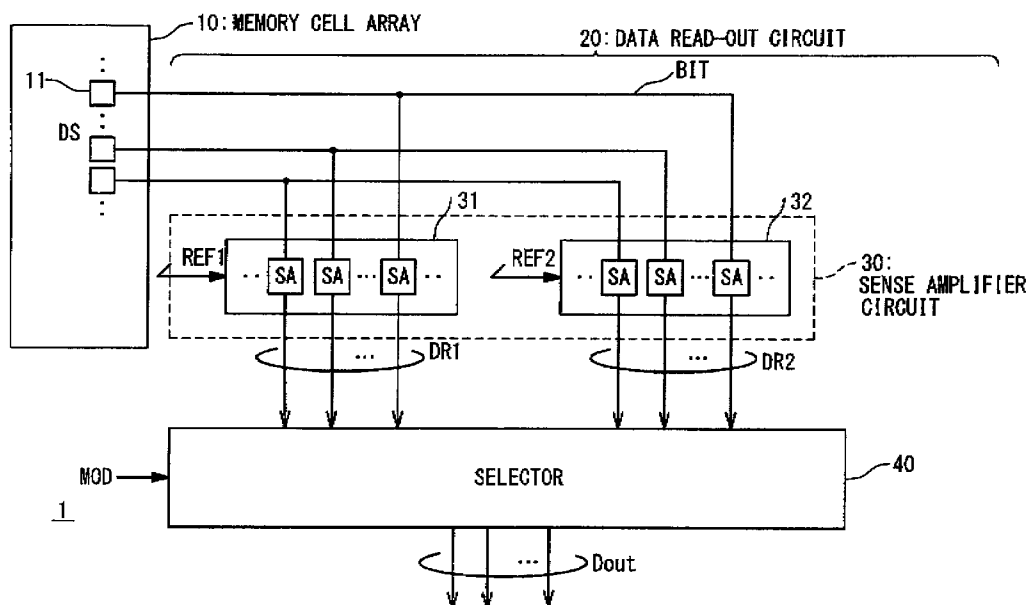 10:MEMORY CELL ARRAY
20:DATA READ-OUT CIRCUIT
BIT
11
DS
31
32
REF1
... SA SA ... SA ...
REF2
... SA SA ... SA ...
30:
SENSE AMPLIFIER
CIRCUIT
... DR1
... DR2
MOD
SELECTOR
40
1
... Dout